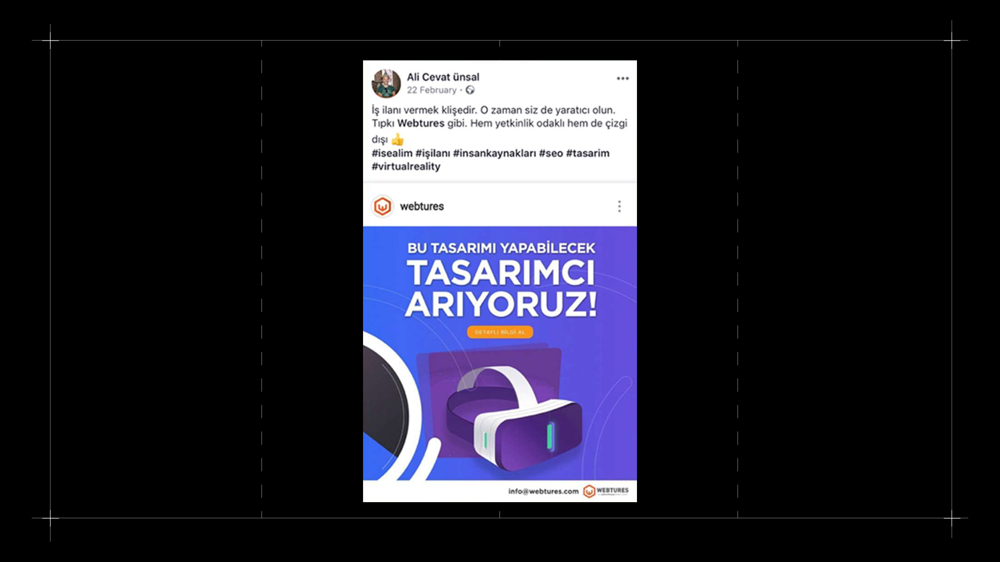 Ali Cevat ünsal
22 February ·
İş ilanı vermek klişedir. O zaman siz de yaratıcı olun.
Tıpkı Webtures gibi. Hem yetkinlik odaklı hem de çizgi
dışı 👍
#isealim #işilanı #insankaynakları #seo #tasarim
#virtualreality
webtures
BU TASARIMI YAPABİLECEK
TASARIMCI
ARIYORUZ!
DETAYLI BİLGİ AL
info@webtures.com WEBTURES